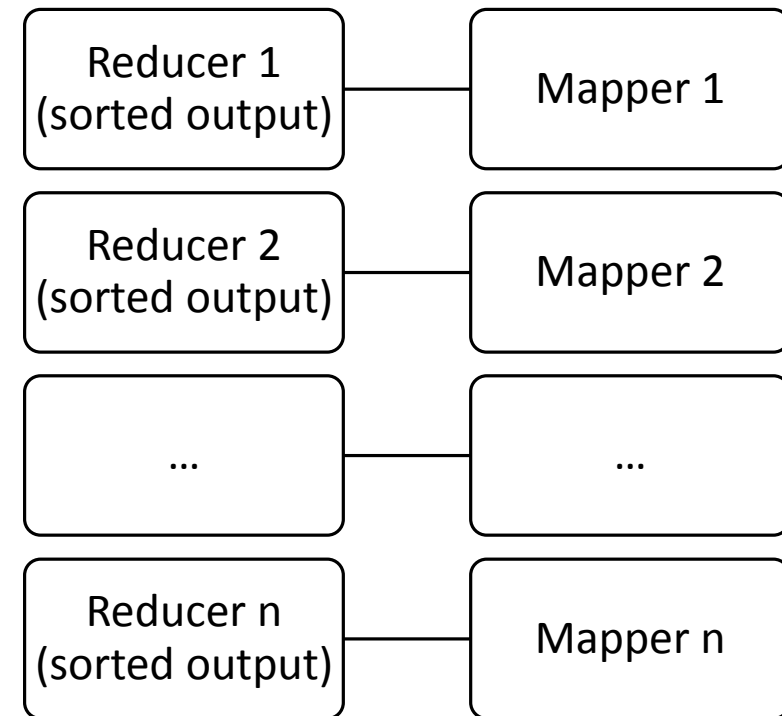 Reducer 1
(sorted output)
Mapper 1
Reducer 2
(sorted output)
Mapper 2
...
...
Reducer n
(sorted output)
Mapper n